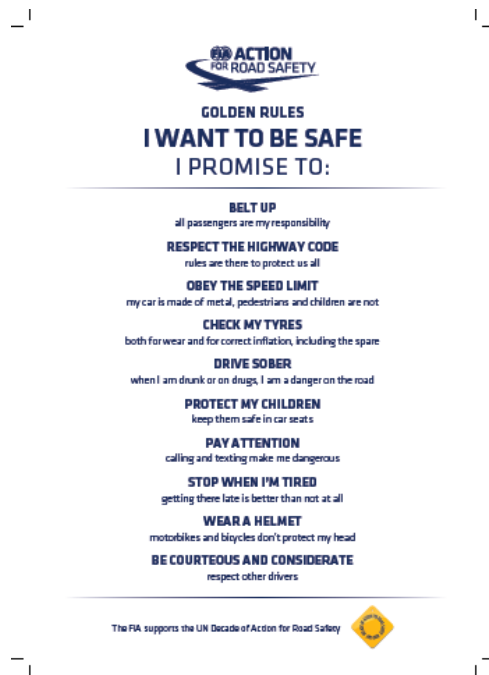 FIA ACTION
FOR ROAD SAFETY
GOLDEN RULES
I WANT TO BE SAFE
I PROMISE TO:
BELT UP
all passengers are my responsibility
RESPECT THE HIGHWAY CODE
rules are there to protect us all
OBEY THE SPEED LIMIT
my car is made of metal, pedestrians and children are not
CHECK MY TYRES
both for wear and for correct inflation, including the spare
DRIVE SOBER
when I am drunk or on drugs, I am a danger on the road
PROTECT MY CHILDREN
keep them safe in car seats
PAY ATTENTION
calling and texting make me dangerous
STOP WHEN I'M TIRED
getting there late is better than not at all
WEAR A HELMET
motorbikes and bicycles don't protect my head
BE COURTEOUS AND CONSIDERATE
respect other drivers
The FIA supports the UN Decade of Action for Road Safety